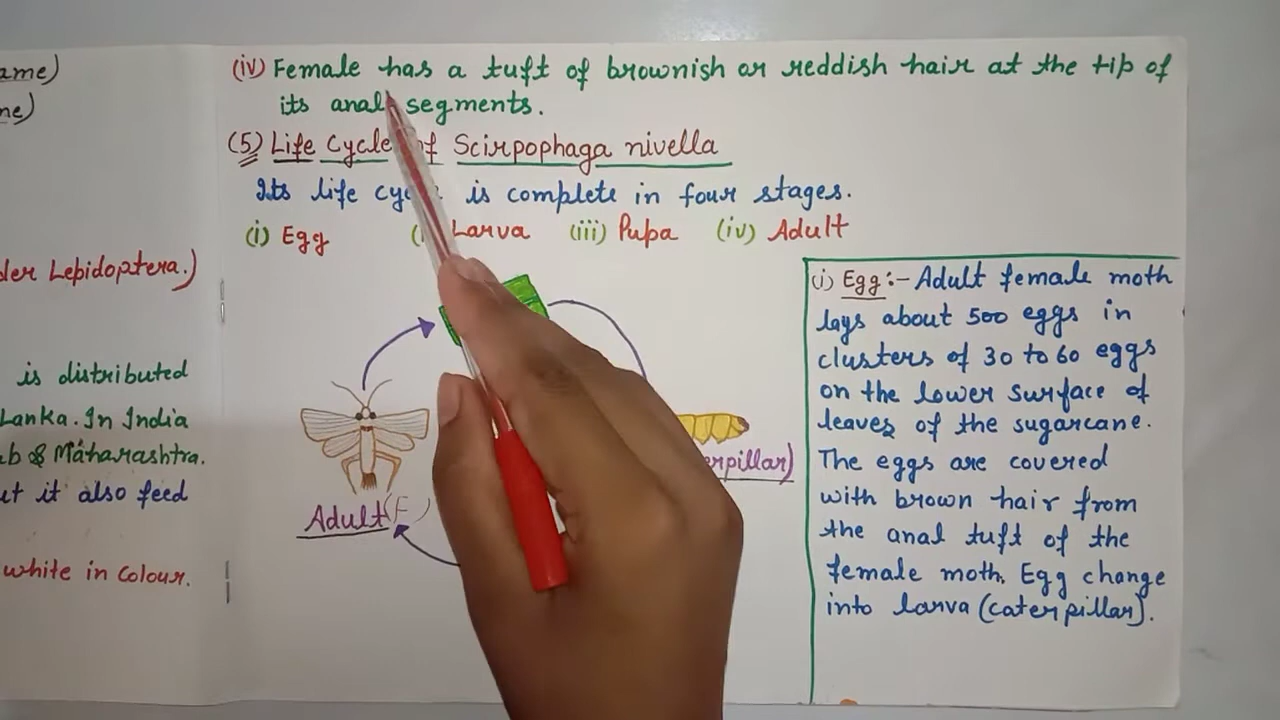 ame)
me)
der Lepidoptera.)
is distributed
Lanka. In India
ab & Maharashtra.
ut it also feed
white in colour.
(iv) Female has a tuft of brownish or reddish hair at the tip of
its anal segments.
(5) Life Cycle of Scirpophaga nivella
Its life cyc is complete in four stages.
(i) Egg ( Larva (iii) Pupa (iv) Adult
erpillar)
Adult (F)
(i) Egg :- Adult female moth
lays about 500 eggs in
clusters of 30 to 60 eggs
on the lower surface of
leaves of the sugarcane.
The eggs are covered
with brown hair from
the anal tuft of the
female moth. Egg change
into larva (caterpillar).